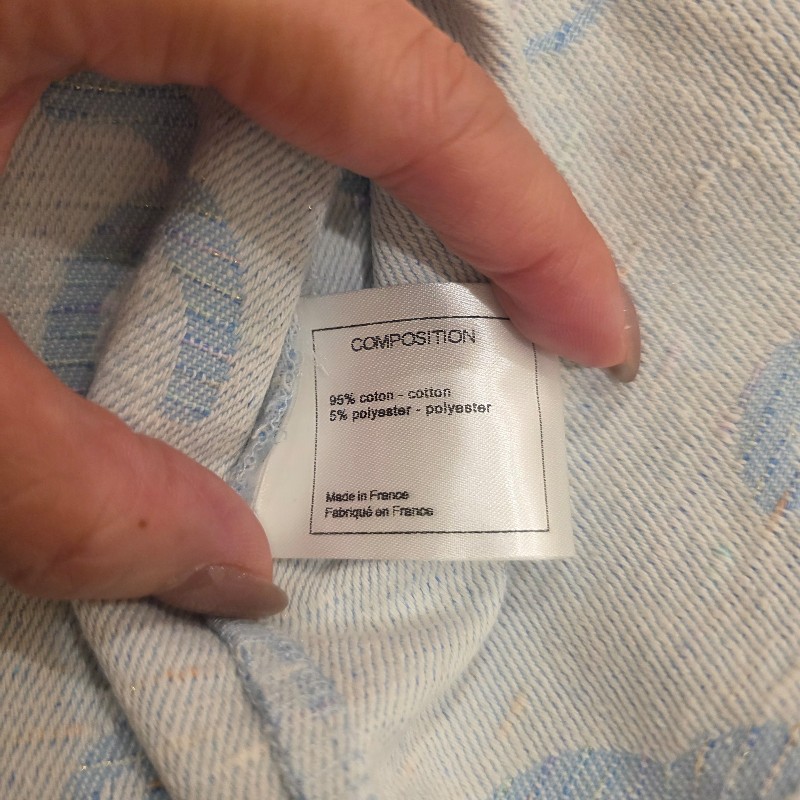 COMPOSITION
95% coton - cotton
5% polyester - polyester
Made in France
Fabriqué en France